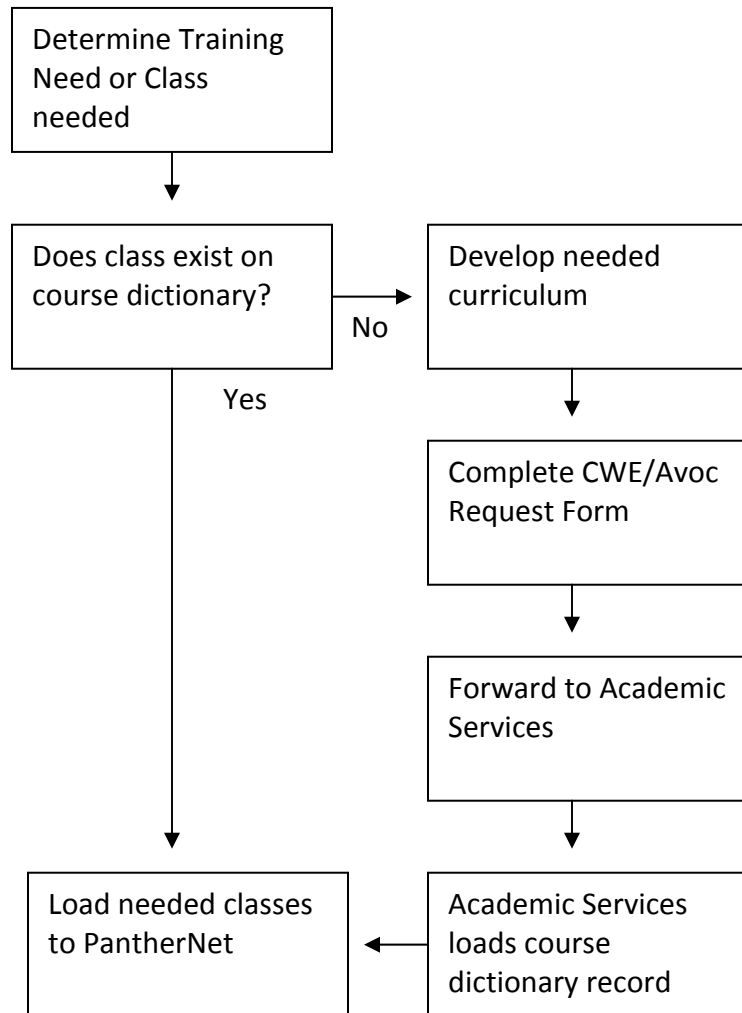 Determine Training
Need or Class
needed
Does class exist on
course dictionary?
No
Yes
Develop needed
curriculum
Complete CWE/Avoc
Request Form
Forward to Academic
Services
Academic Services
loads course
dictionary record
Load needed classes
to PantherNet